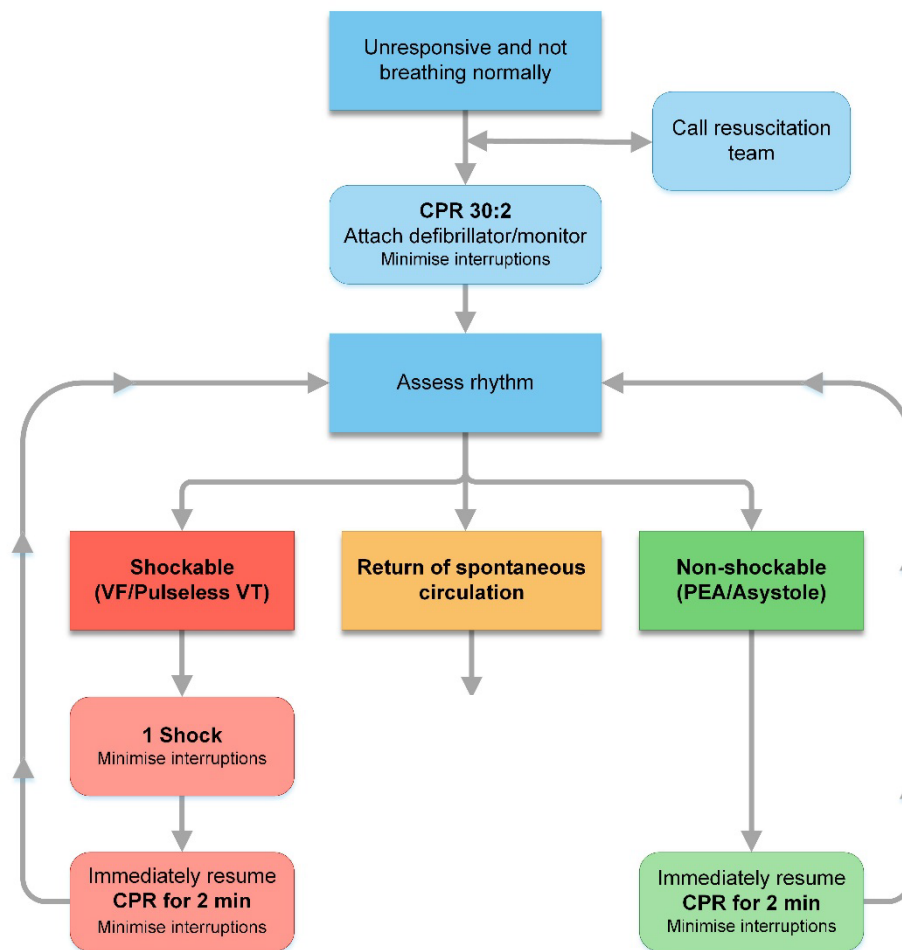 Unresponsive and not
breathing normally
Call resuscitation
team
CPR 30:2
Attach defibrillator/monitor
Minimise interruptions
Assess rhythm
Shockable
(VF/Pulseless VT)
Return of spontaneous
circulation
Non-shockable
(PEA/Asystole)
1 Shock
Minimise interruptions
Immediately resume
CPR for 2 min
Minimise interruptions
Immediately resume
CPR for 2 min
Minimise interruptions